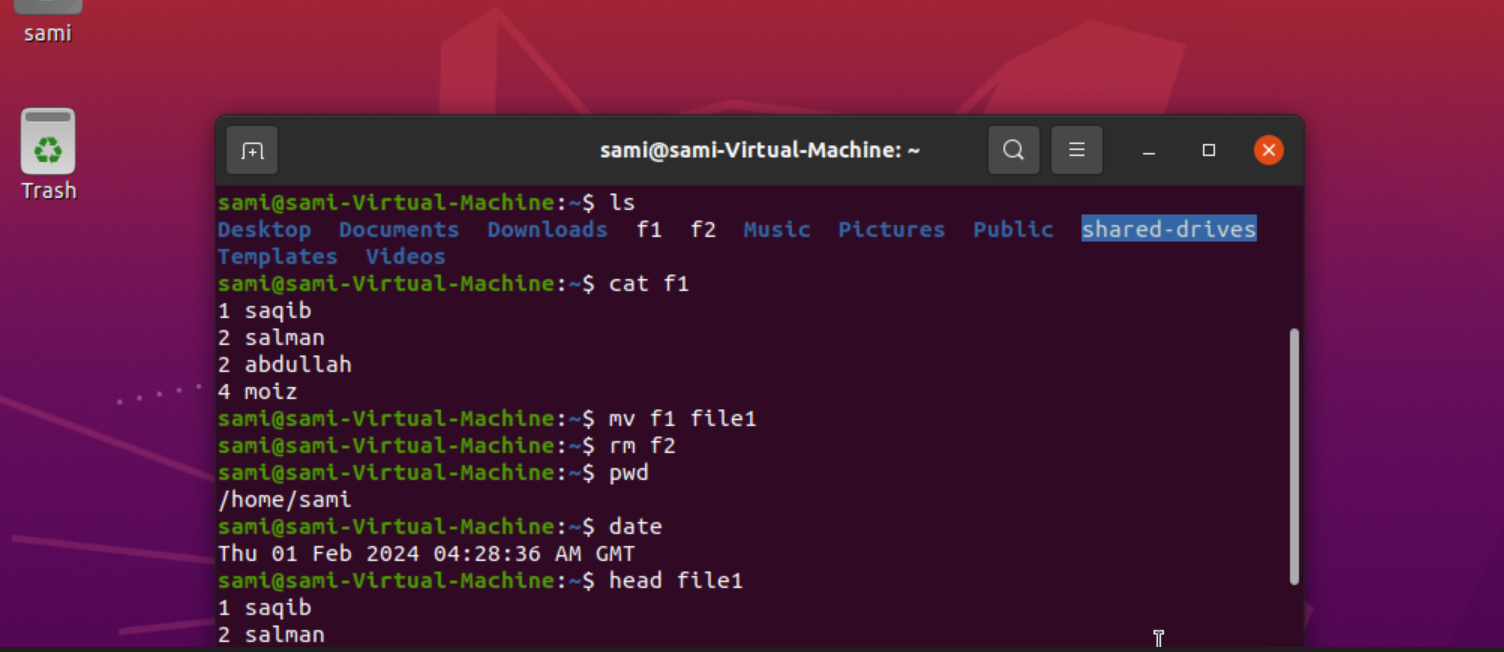 sami
Trash
sami@sami-Virtual-Machine: ~
sami@sami-Virtual-Machine:~$ ls
Desktop  Documents  Downloads  f1  f2  Music  Pictures  Public  shared-drives
Templates  Videos
sami@sami-Virtual-Machine:~$ cat f1
1 saqib
2 salman
2 abdullah
4 moiz
sami@sami-Virtual-Machine:~$ mv f1 file1
sami@sami-Virtual-Machine:~$ rm f2
sami@sami-Virtual-Machine:~$ pwd
/home/sami
sami@sami-Virtual-Machine:~$ date
Thu 01 Feb 2024 04:28:36 AM GMT
sami@sami-Virtual-Machine:~$ head file1
1 saqib
2 salman